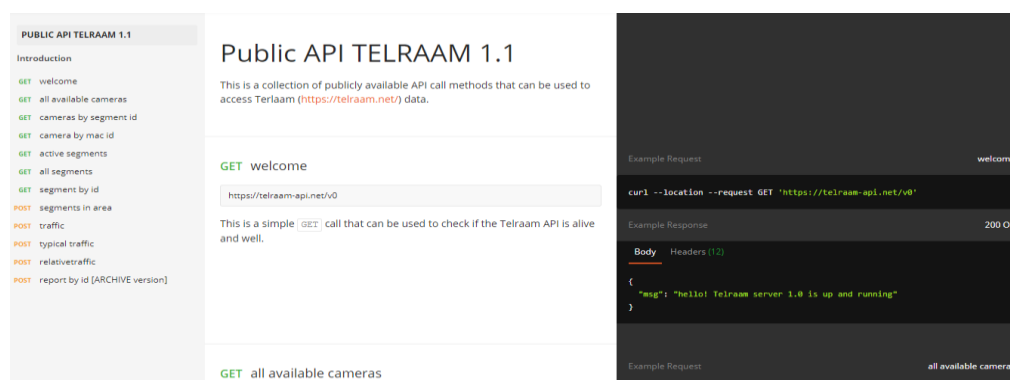 PUBLIC API TELRAAM 1.1
Introduction
GET welcome
GET all available cameras
GET cameras by segment id
GET camera by mac id
GET active segments
GET all segments
GET segment by id
POST segments in area
POST traffic
POST typical traffic
POST relativetraffic
POST report by id [ARCHIVE version]
Public API TELRAAM 1.1
This is a collection of publicly available API call methods that can be used to
access Terlaam (https://telraam.net/) data.
GET welcome
https://telraam-api.net/v0
This is a simple GET call that can be used to check if the Telraam API is alive
and well.
GET all available cameras
Example Request welcom
curl --location --request GET 'https://telraam-api.net/v0'
Example Response 200 O
Body Headers (12)
{
"msg": "hello! Telraam server 1.0 is up and running"
}
Example Request all available camera